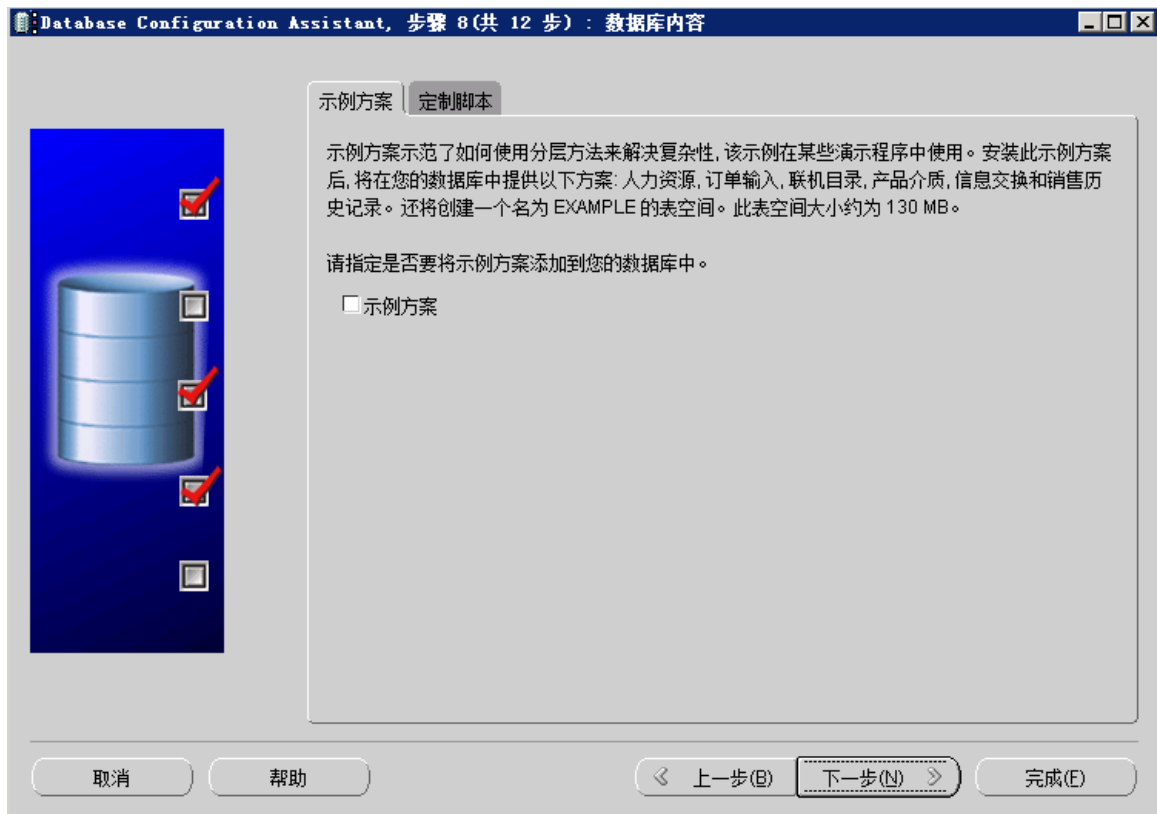 Database Configuration Assistant, 步骤 8(共 12 步) : 数据库内容
示例方案 定制脚本
示例方案示范了如何使用分层方法来解决复杂性, 该示例在某些演示程序中使用。安装此示例方案
后, 将在您的数据库中提供以下方案: 人力资源, 订单输入, 联机目录, 产品介质, 信息交换和销售历
史记录。还将创建一个名为 EXAMPLE 的表空间。此表空间大小约为 130 MB。
请指定是否要将示例方案添加到您的数据库中。
示例方案
取消 帮助 上一步(B) 下一步(N) 完成(F)